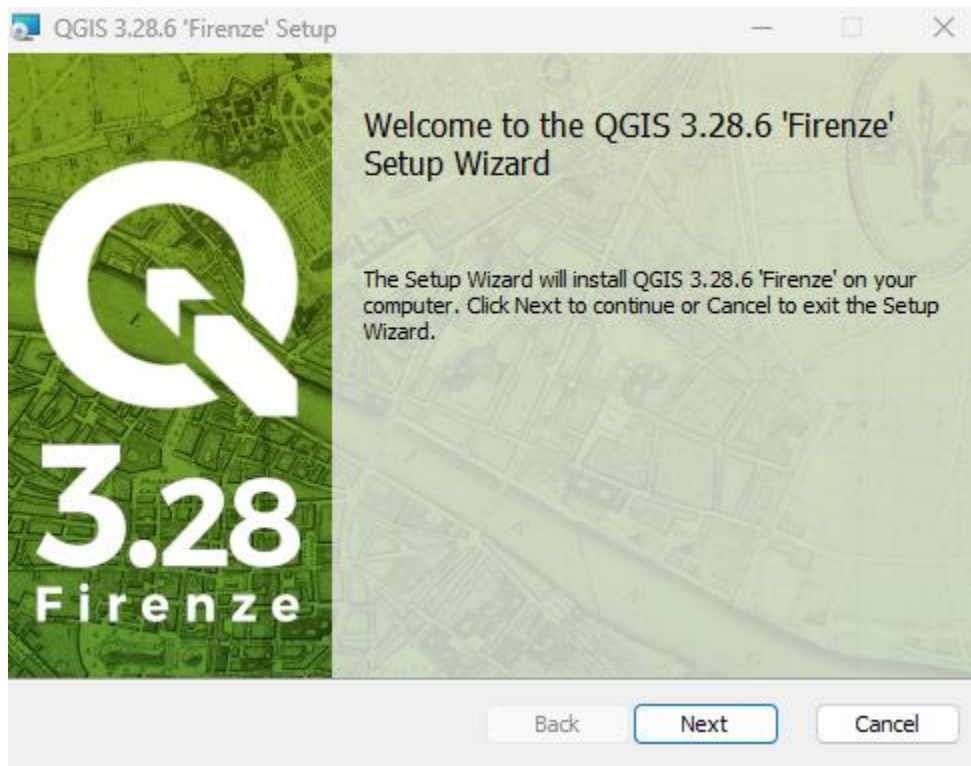 QGIS 3.28.6 'Firenze' Setup
Welcome to the QGIS 3.28.6 'Firenze'
Setup Wizard
The Setup Wizard will install QGIS 3.28.6 'Firenze' on your
computer. Click Next to continue or Cancel to exit the Setup
Wizard.
3.28
Firenze
Back
Next
Cancel